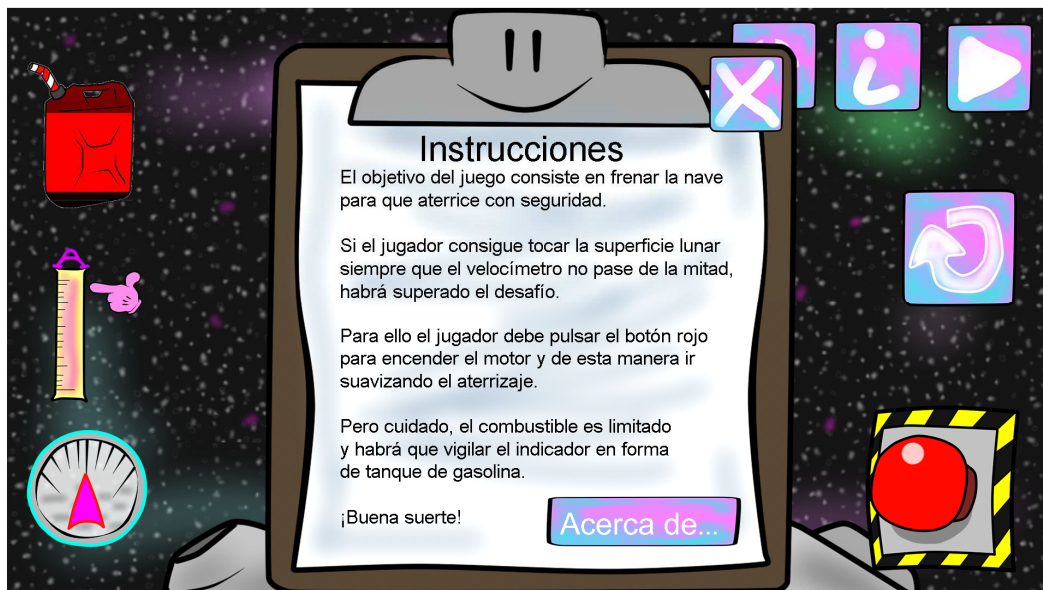 Instrucciones
El objetivo del juego consiste en frenar la nave
para que aterrice con seguridad.
Si el jugador consigue tocar la superficie lunar
siempre que el velocímetro no pase de la mitad,
habrá superado el desafío.
Para ello el jugador debe pulsar el botón rojo
para encender el motor y de esta manera ir
suavizando el aterrizaje.
Pero cuidado, el combustible es limitado
y habrá que vigilar el indicador en forma
de tanque de gasolina.
¡Buena suerte!
Acerca de...